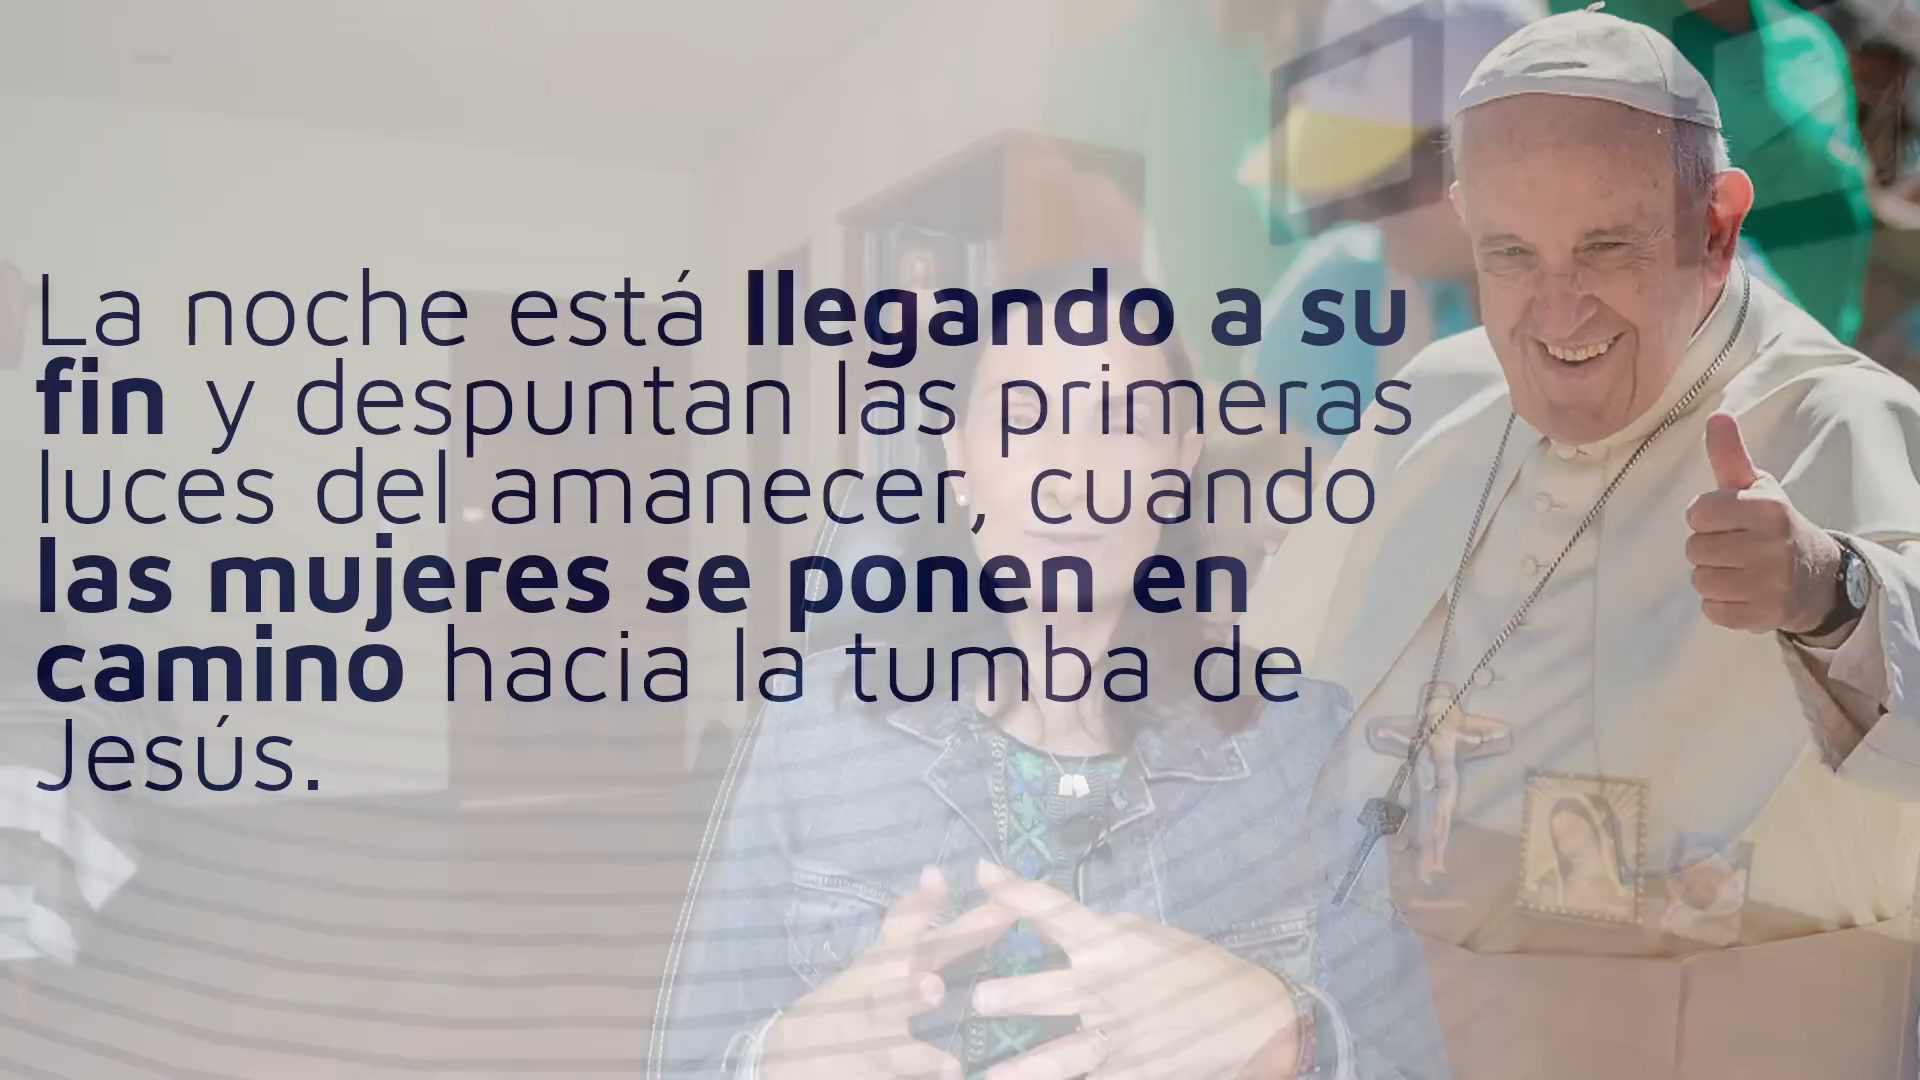 La noche está llegando a su
fin y despuntan las primeras
luces del amanecer, cuando
las mujeres se ponen en
camino hacia la tumba de
Jesús.